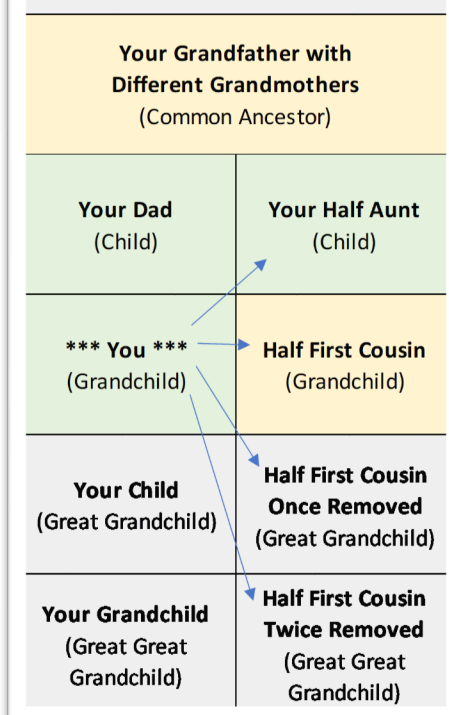 Your Grandfather with
Different Grandmothers
(Common Ancestor)
Your Dad
(Child)
Your Half Aunt
(Child)
*** You ***
(Grandchild)
Half First Cousin
(Grandchild)
Your Child
(Great Grandchild)
Half First Cousin
Once Removed
(Great Grandchild)
Your Grandchild
(Great Great
Grandchild)
Half First Cousin
Twice Removed
(Great Great
Grandchild)